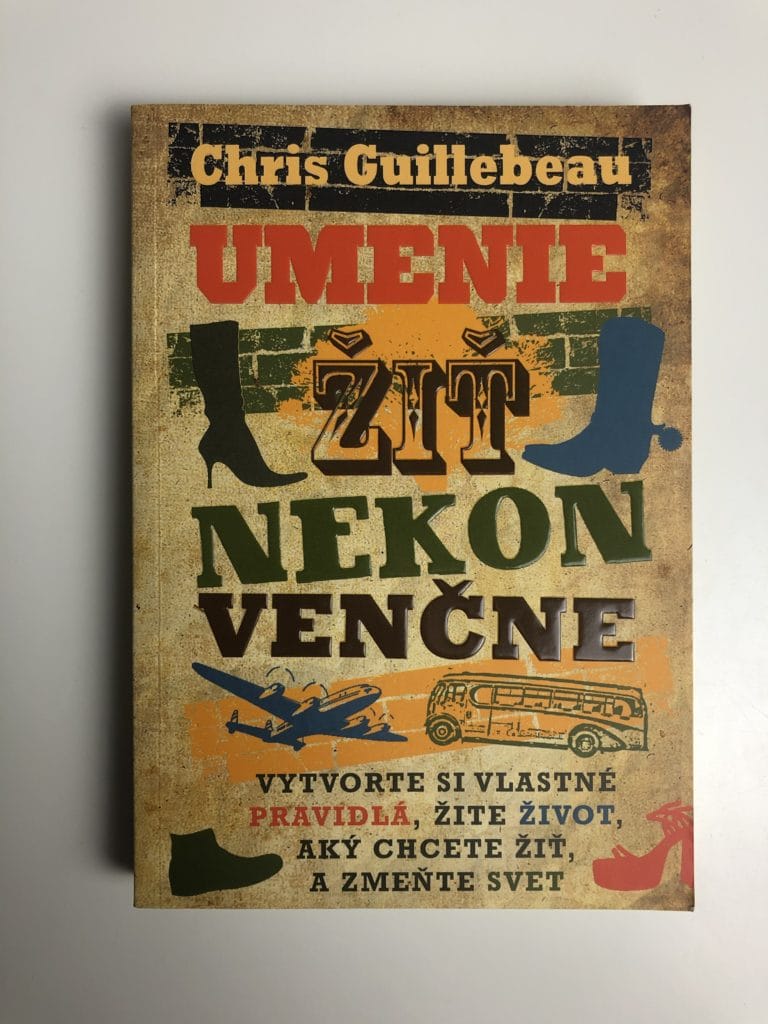 Chris Guillebeau
UMENIE
ŽIŤ
NEKON
VENČNE
VYTVORTE SI VLASTNÉ
PRAVIDLÁ, ŽITE ŽIVOT,
AKÝ CHCETE ŽIŤ,
A ZMEŇTE SVET